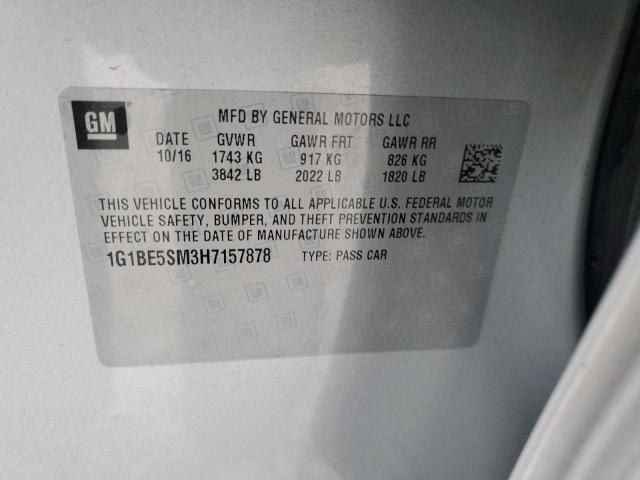 GM
MFD BY GENERAL MOTORS LLC
DATE GVWR GAWR FRT GAWR RR
10/16 1743 KG 917 KG 826 KG
3842 LB 2022 LB 1820 LB
THIS VEHICLE CONFORMS TO ALL APPLICABLE U.S. FEDERAL MOTOR
VEHICLE SAFETY, BUMPER, AND THEFT PREVENTION STANDARDS IN
EFFECT ON THE DATE OF MANUFACTURE SHOWN ABOVE.
1G1BE5SM3H7157878 TYPE: PASS CAR